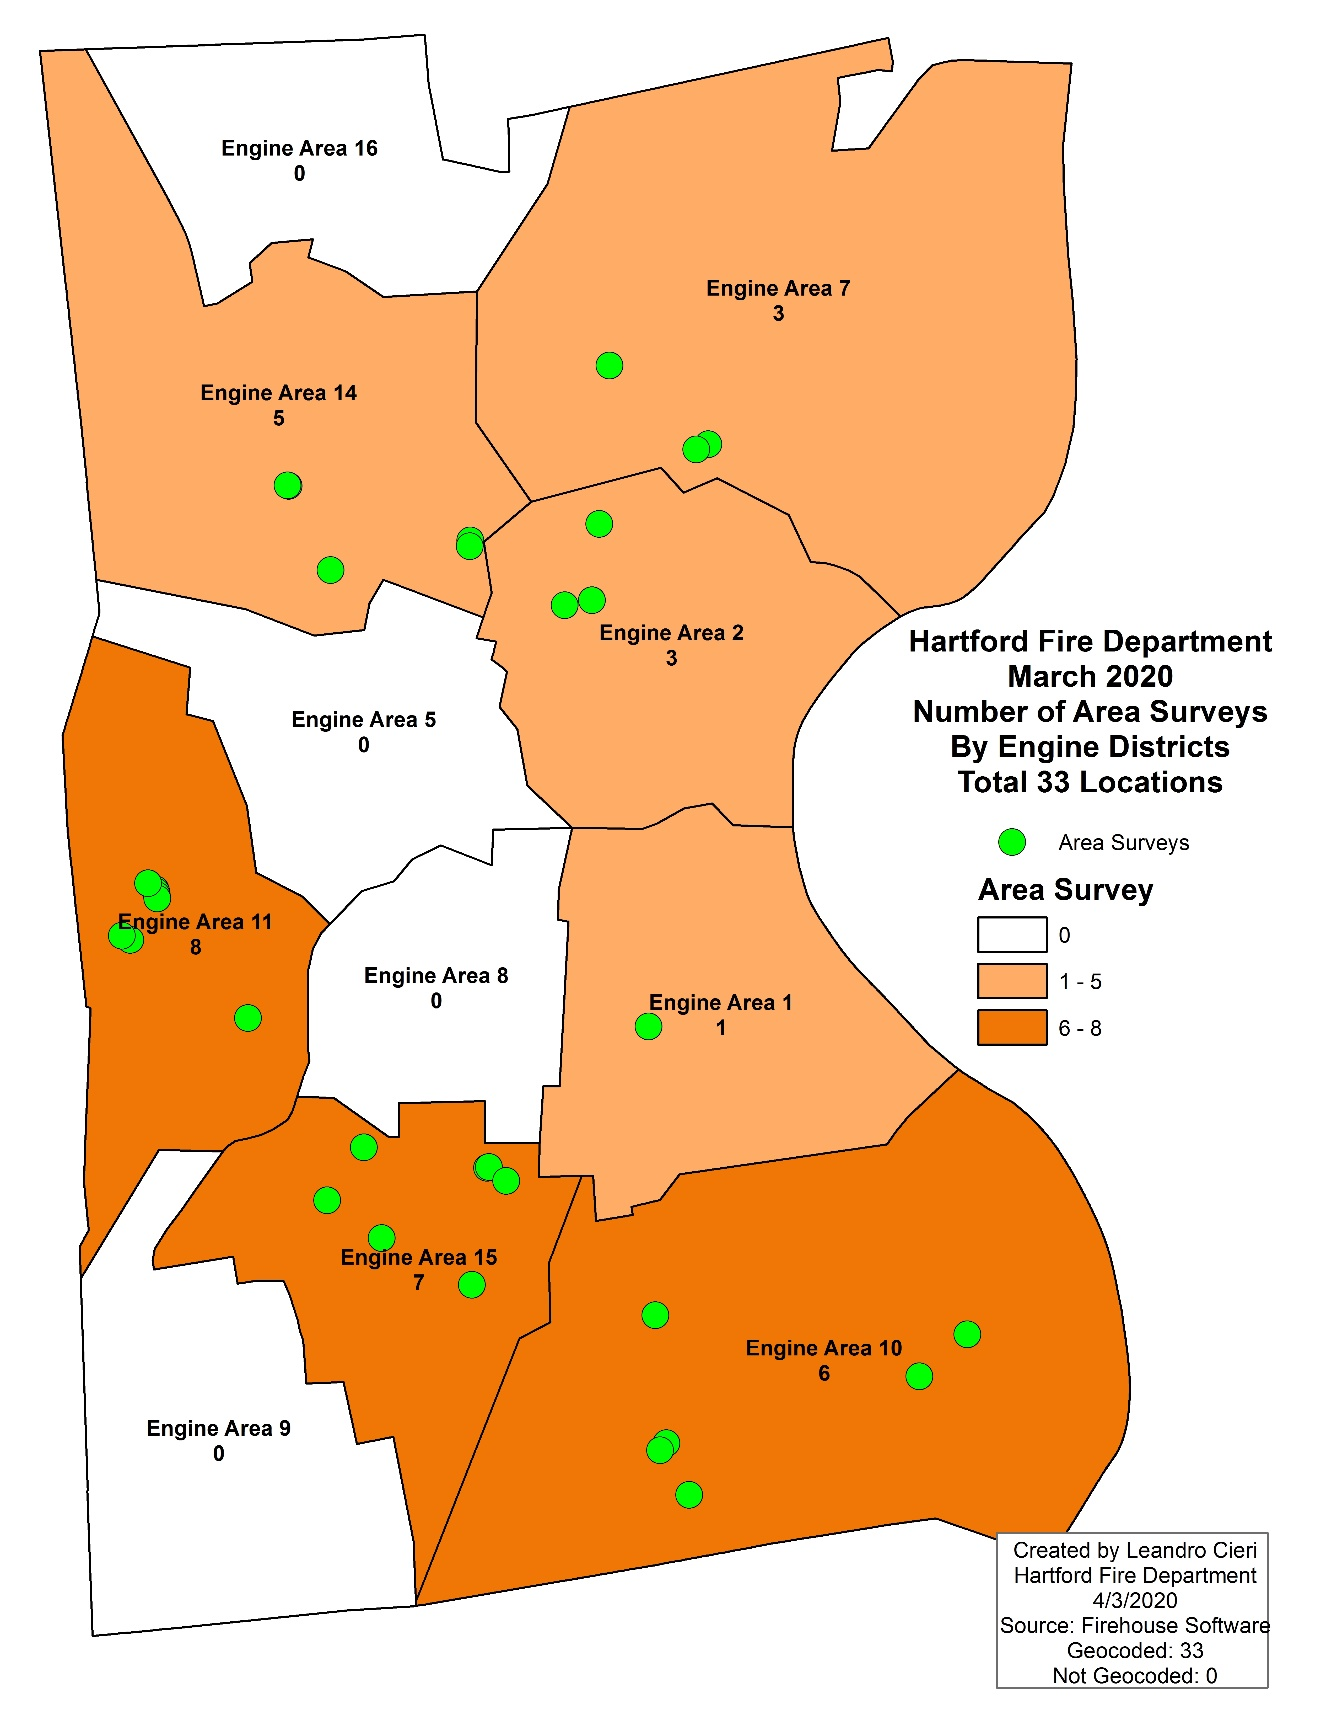 Engine Area 16
0
Engine Area 7
3
Engine Area 14
5
Engine Area 2
3
Hartford Fire Department
March 2020
Number of Area Surveys
By Engine Districts
Total 33 Locations
Area Surveys
Area Survey
0
1 - 5
6 - 8
Engine Area 5
0
Engine Area 11
8
Engine Area 8
0
Engine Area 1
1
Engine Area 15
7
Engine Area 10
6
Engine Area 9
0
Created by Leandro Cieri
Hartford Fire Department
4/3/2020
Source: Firehouse Software
Geocoded: 33
Not Geocoded: 0